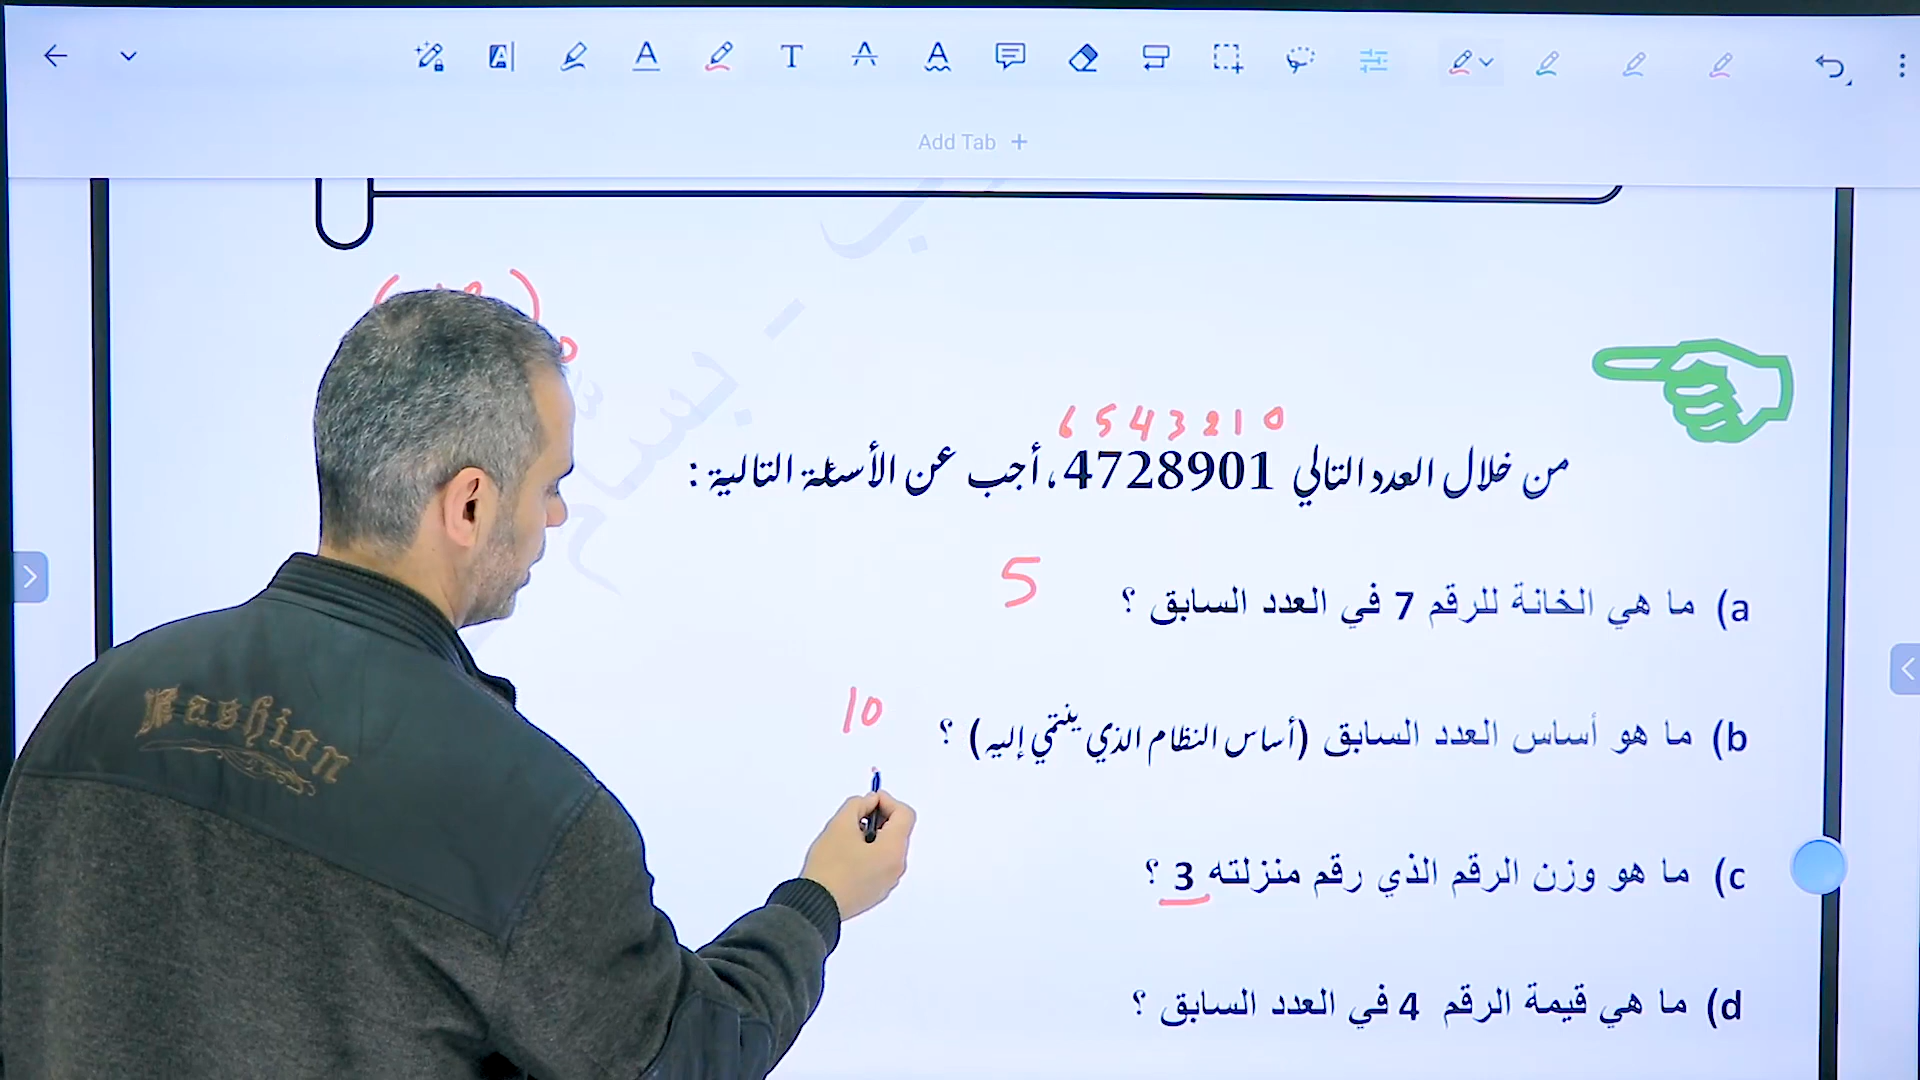 Add Tab +
6 5 4 3 2 1 0
من خلال العدد التالي 4728901، أجب عن الأسئلة التالية :
a) ما هي الخانة للرقم 7 في العدد السابق ؟
5
b) ما هو أساس العدد السابق (أساس النظام الذي ينتمي إليه) ؟
10
c) ما هو وزن الرقم الذي رقم منزلته 3 ؟
d) ما هي قيمة الرقم 4 في العدد السابق ؟
Fashion